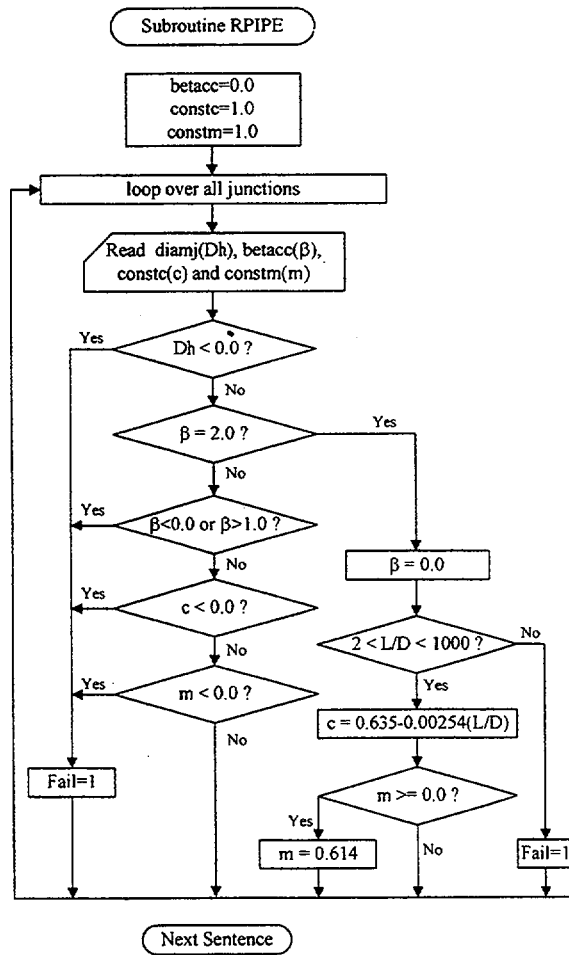 Subroutine RPIPE
betacc=0.0
constc=1.0
constm=1.0
loop over all junctions
Read diamj(Dh), betacc(β),
constc(c) and constm(m)
Yes
Dh < 0.0 ?
No
Yes
β = 2.0 ?
No
Yes
β<0.0 or β>1.0 ?
No
β = 0.0
Yes
c < 0.0 ?
No
2 < L/D < 1000 ?
No
Yes
Yes
m < 0.0 ?
No
c = 0.635-0.00254(L/D)
Fail=1
m >= 0.0 ?
Yes
No
m = 0.614
Fail=1
Next Sentence